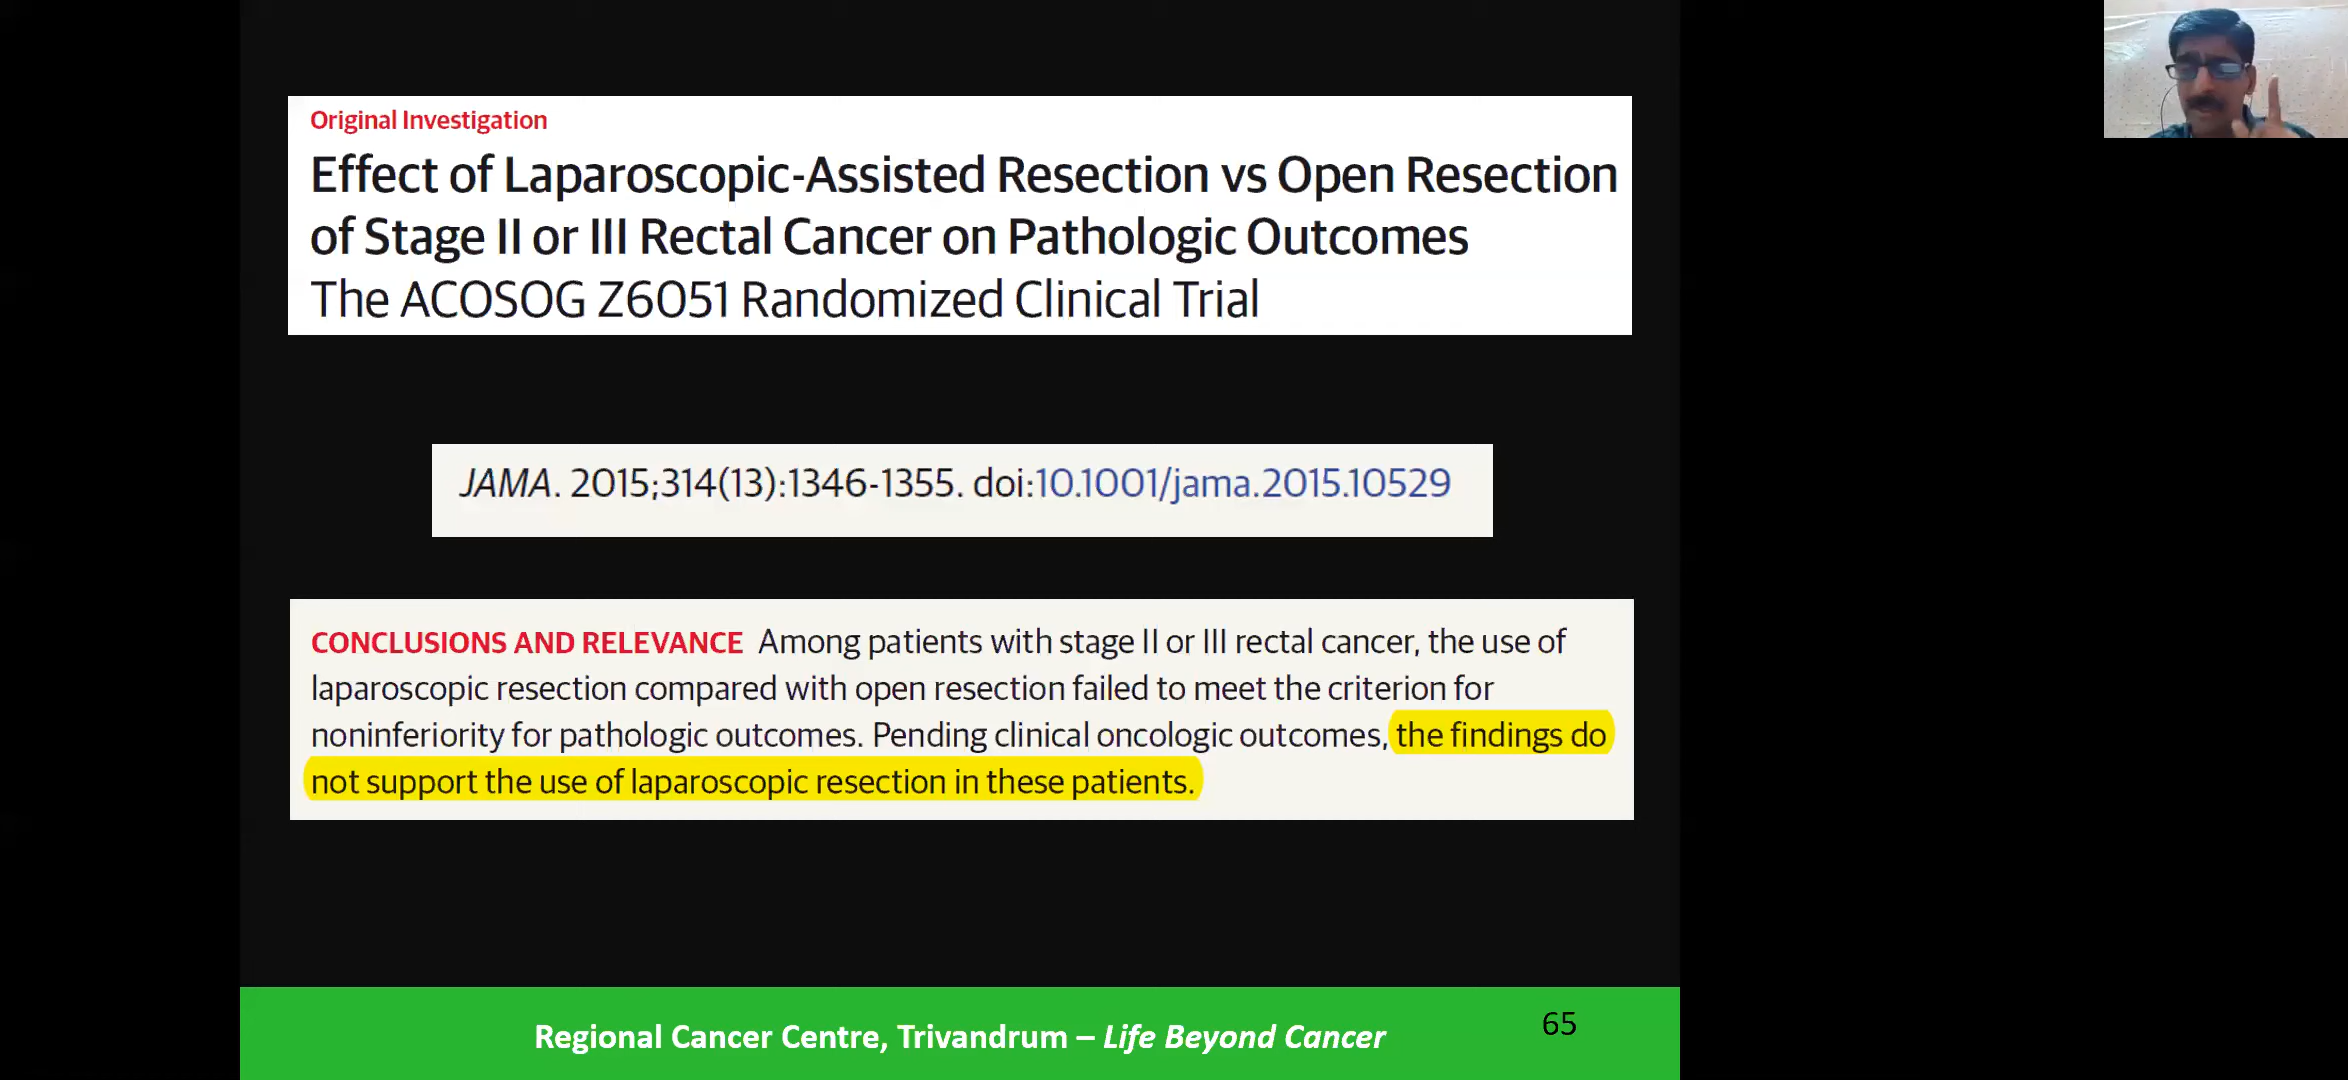 Original Investigation
Effect of Laparoscopic-Assisted Resection vs Open Resection
of Stage II or III Rectal Cancer on Pathologic Outcomes
The ACOSOG Z6051 Randomized Clinical Trial
JAMA. 2015;314(13):1346-1355. doi:10.1001/jama.2015.10529
CONCLUSIONS AND RELEVANCE Among patients with stage II or III rectal cancer, the use of
laparoscopic resection compared with open resection failed to meet the criterion for
noninferiority for pathologic outcomes. Pending clinical oncologic outcomes, the findings do
not support the use of laparoscopic resection in these patients.
Regional Cancer Centre, Trivandrum – Life Beyond Cancer
65